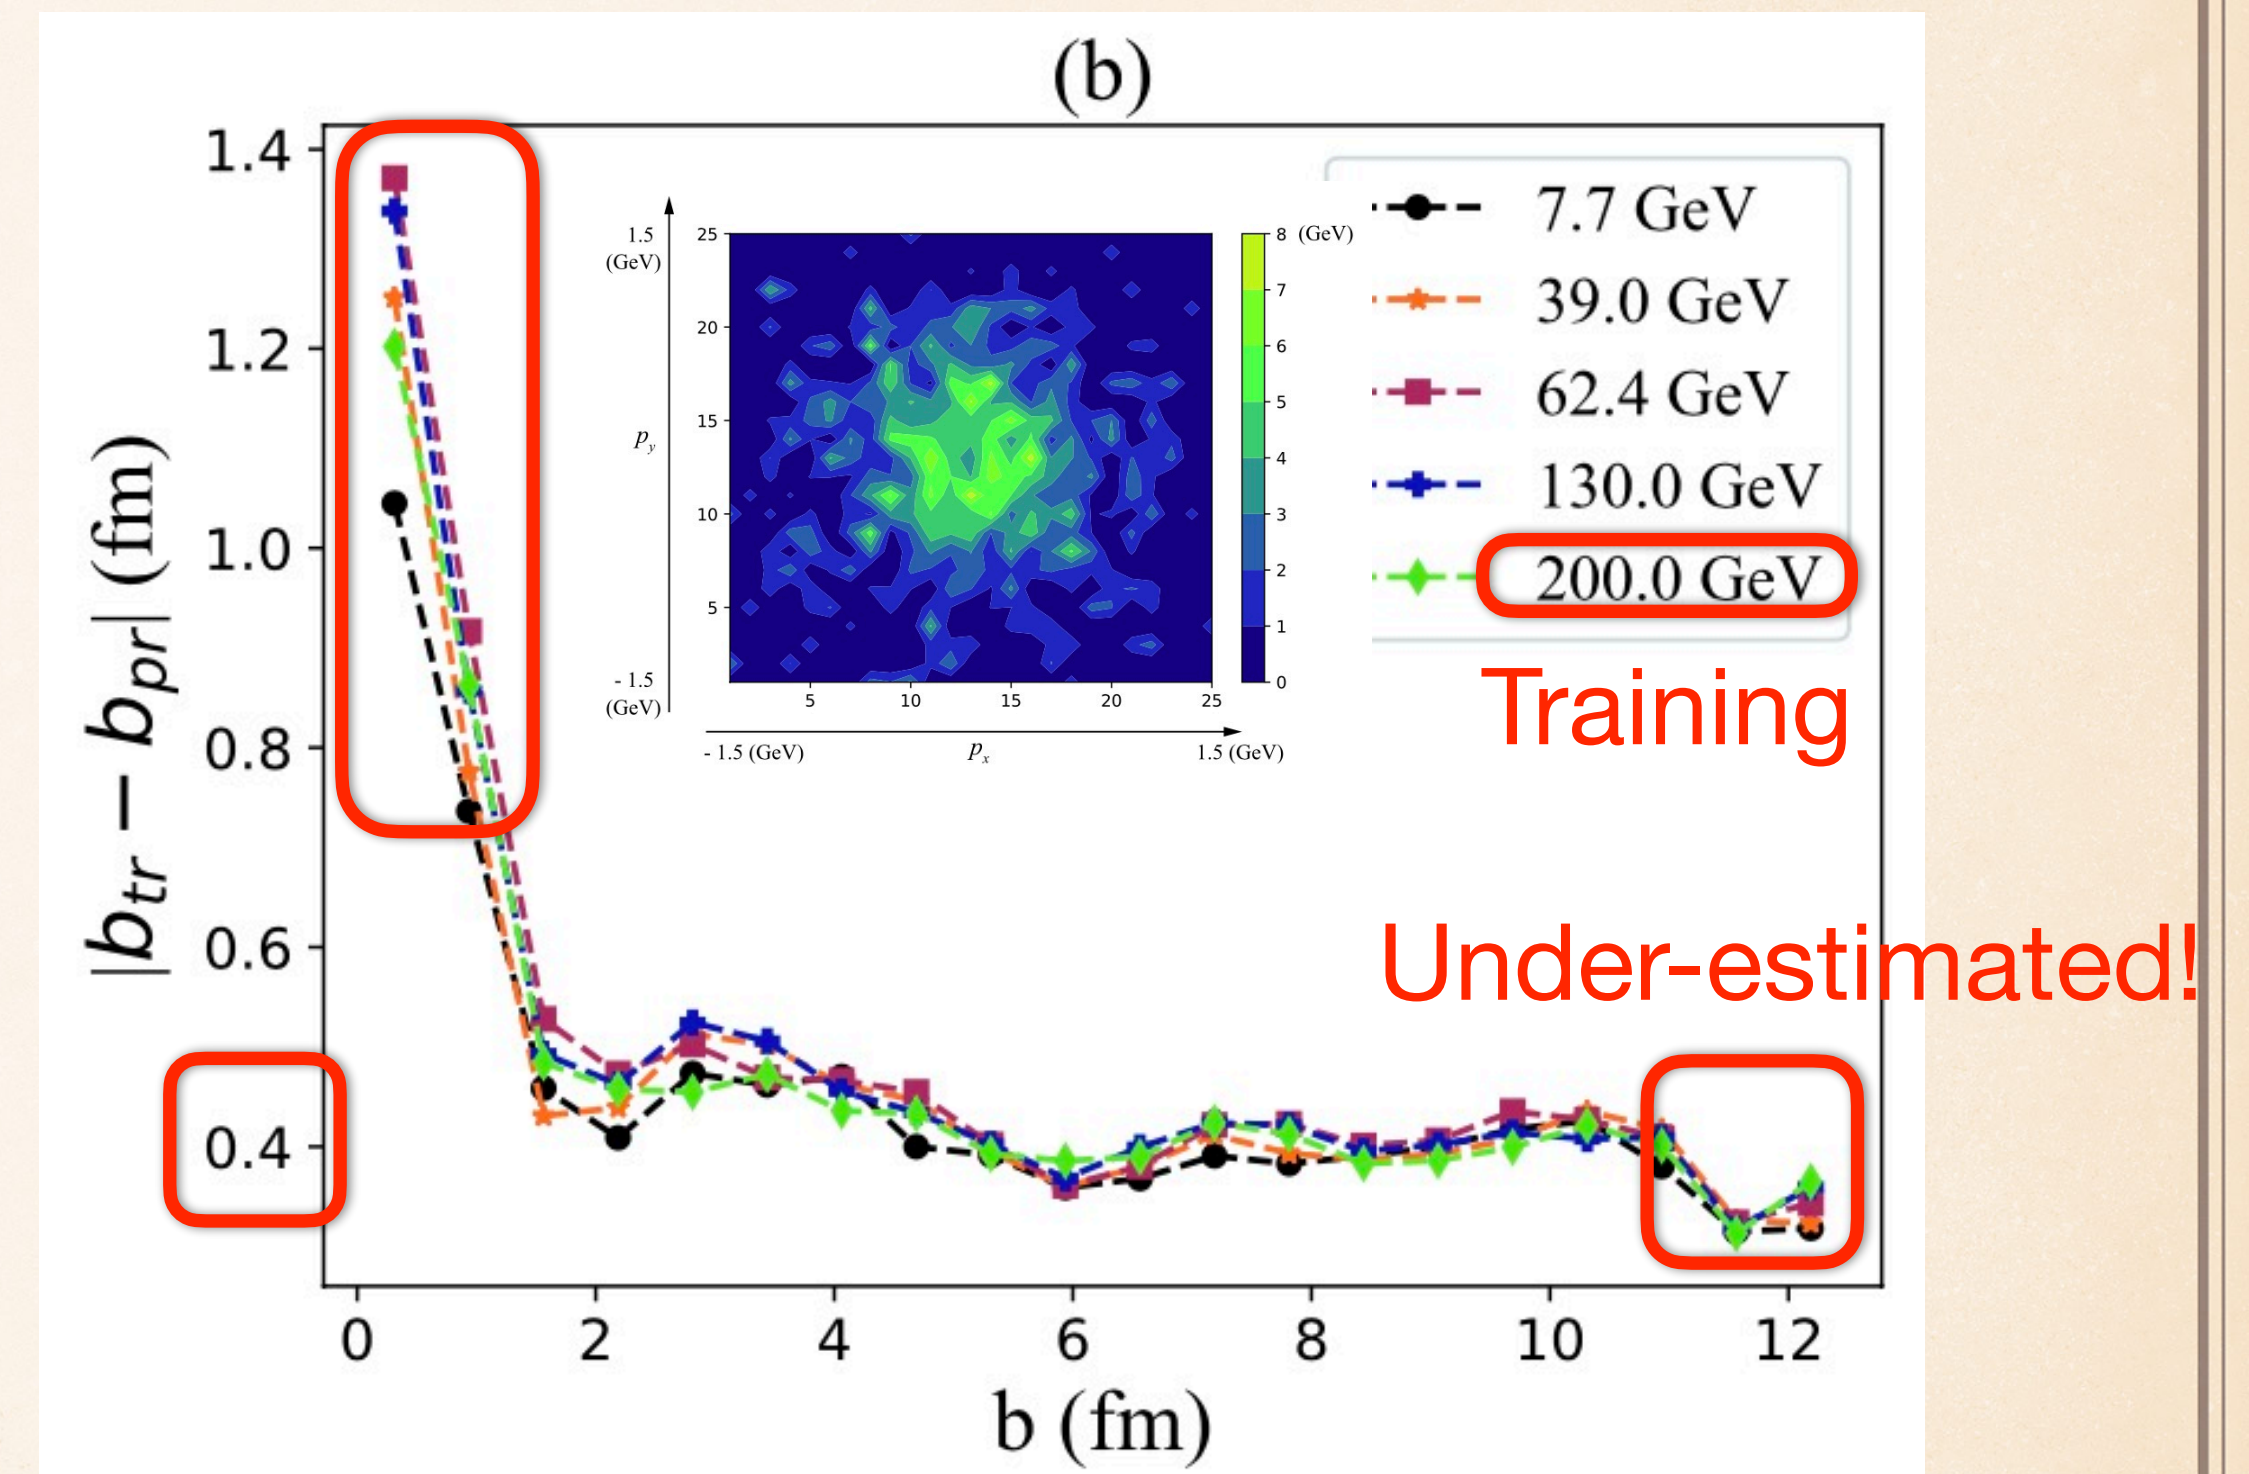 (b)
1.4
1.2
1.0
0.8
0.6
0.4
|b_tr − b_pr| (fm)
0 2 4 6 8 10 12
b (fm)
1.5
(GeV)
p_y
- 1.5
(GeV)
25
20
15
10
5
5 10 15 20 25
- 1.5 (GeV) p_x 1.5 (GeV)
8 (GeV)
7
6
5
4
3
2
1
0
7.7 GeV
39.0 GeV
62.4 GeV
130.0 GeV
200.0 GeV
Training
Under-estimated!